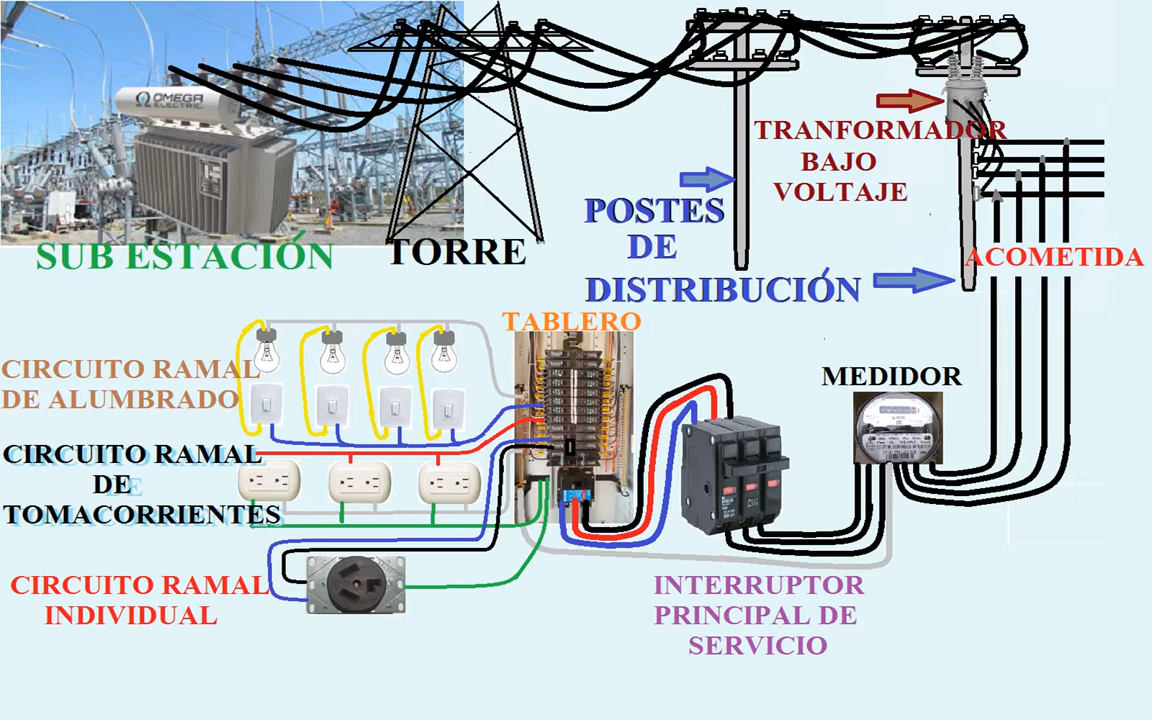 OMEGA
ELECTRIC
SUB ESTACIÓN
TORRE
TRANFORMADOR
BAJO
VOLTAJE
POSTES
DE
DISTRIBUCIÓN
ACOMETIDA
TABLERO
CIRCUITO RAMAL
DE ALUMBRADO
MEDIDOR
CIRCUITO RAMAL
DE
TOMACORRIENTES
CIRCUITO RAMAL
INDIVIDUAL
INTERRUPTOR
PRINCIPAL DE
SERVICIO